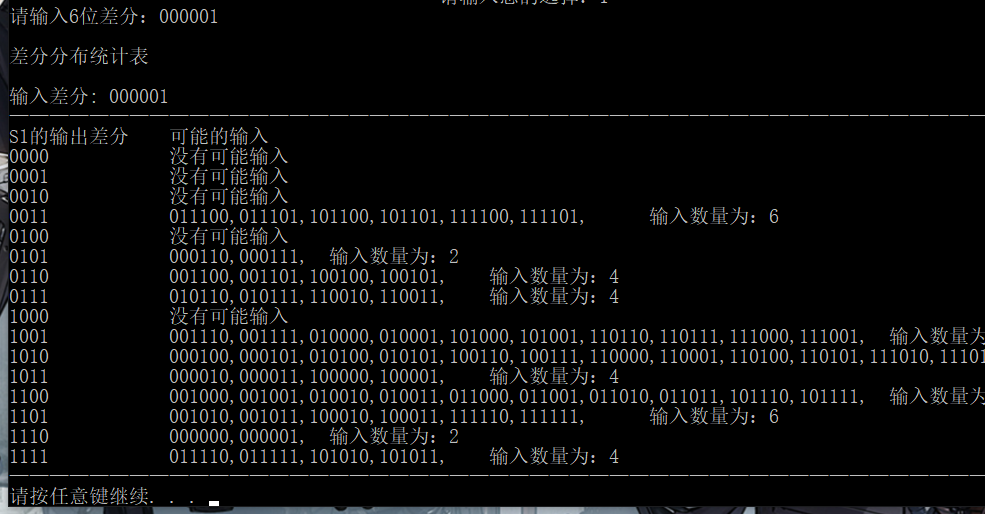 请输入您的选择：1
请输入6位差分：000001
差分分布统计表
输入差分: 000001
S1的输出差分 可能的输入
0000 没有可能输入
0001 没有可能输入
0010 没有可能输入
0011 011100,011101,101100,101101,111100,111101, 输入数量为：6
0100 没有可能输入
0101 000110,000111, 输入数量为：2
0110 001100,001101,100100,100101, 输入数量为：4
0111 010110,010111,110010,110011, 输入数量为：4
1000 没有可能输入
1001 001110,001111,010000,010001,101000,101001,110110,110111,111000,111001, 输入数量为
1010 000100,000101,010100,010101,100110,100111,110000,110001,110100,110101,111010,11101
1011 000010,000011,100000,100001, 输入数量为：4
1100 001000,001001,010010,010011,011000,011001,011010,011011,101110,101111, 输入数量为
1101 001010,001011,100010,100011,111110,111111, 输入数量为：6
1110 000000,000001, 输入数量为：2
1111 011110,011111,101010,101011, 输入数量为：4
请按任意键继续. . .